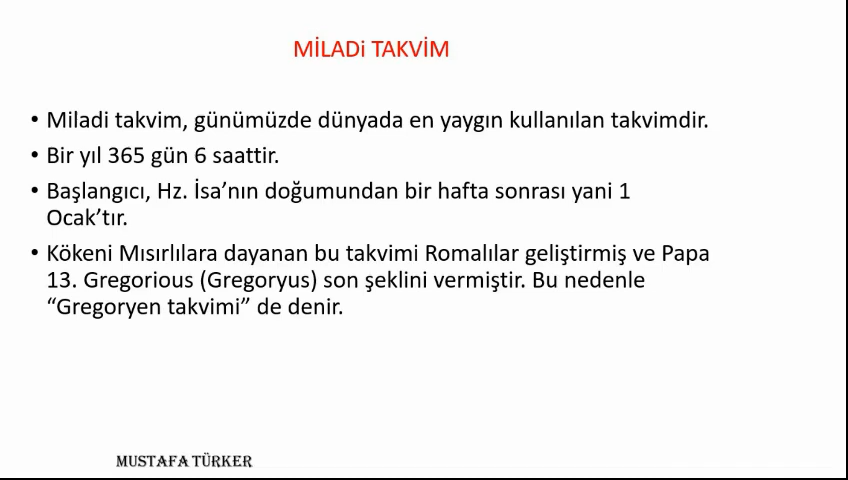 MİLADi TAKVİM
• Miladi takvim, günümüzde dünyada en yaygın kullanılan takvimdir.
• Bir yıl 365 gün 6 saattir.
• Başlangıcı, Hz. İsa’nın doğumundan bir hafta sonrası yani 1
Ocak’tır.
• Kökeni Mısırlılara dayanan bu takvimi Romalılar geliştirmiş ve Papa
13. Gregorious (Gregoryus) son şeklini vermiştir. Bu nedenle
“Gregoryen takvimi” de denir.
MUSTAFA TÜRKER